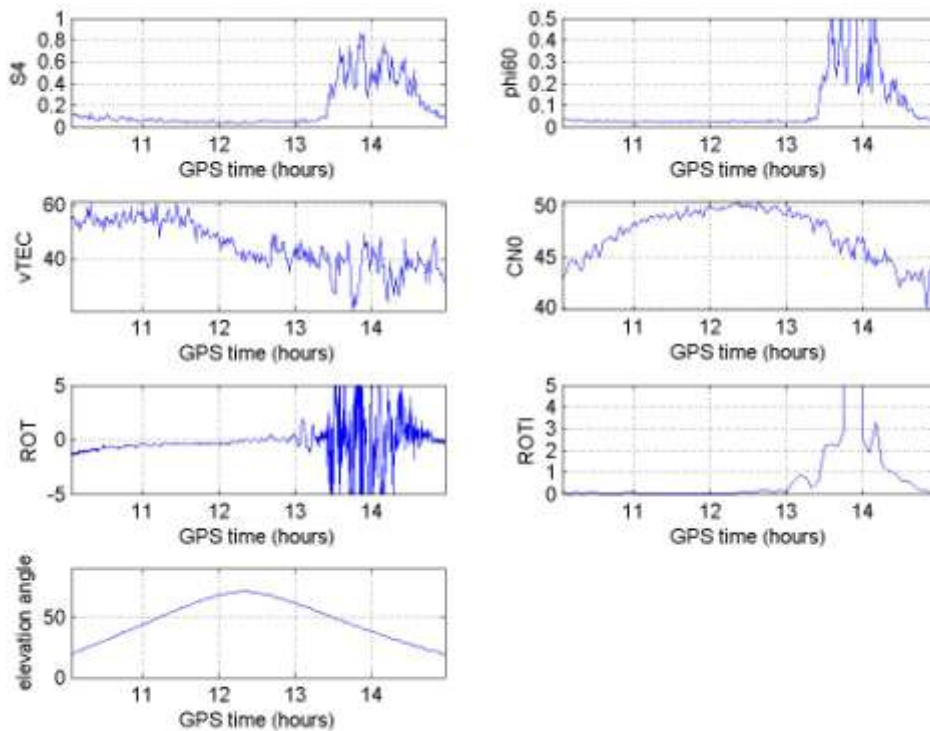 1
0.8
0.6
0.4
0.2
0
S4
11 12 13 14
GPS time (hours)
0.5
0.4
0.3
0.2
0.1
0
phi60
11 12 13 14
GPS time (hours)
60
40
vTEC
11 12 13 14
GPS time (hours)
50
45
40
CN0
11 12 13 14
GPS time (hours)
5
0
-5
ROT
11 12 13 14
GPS time (hours)
5
4
3
2
1
0
ROTI
11 12 13 14
GPS time (hours)
50
0
elevation angle
11 12 13 14
GPS time (hours)